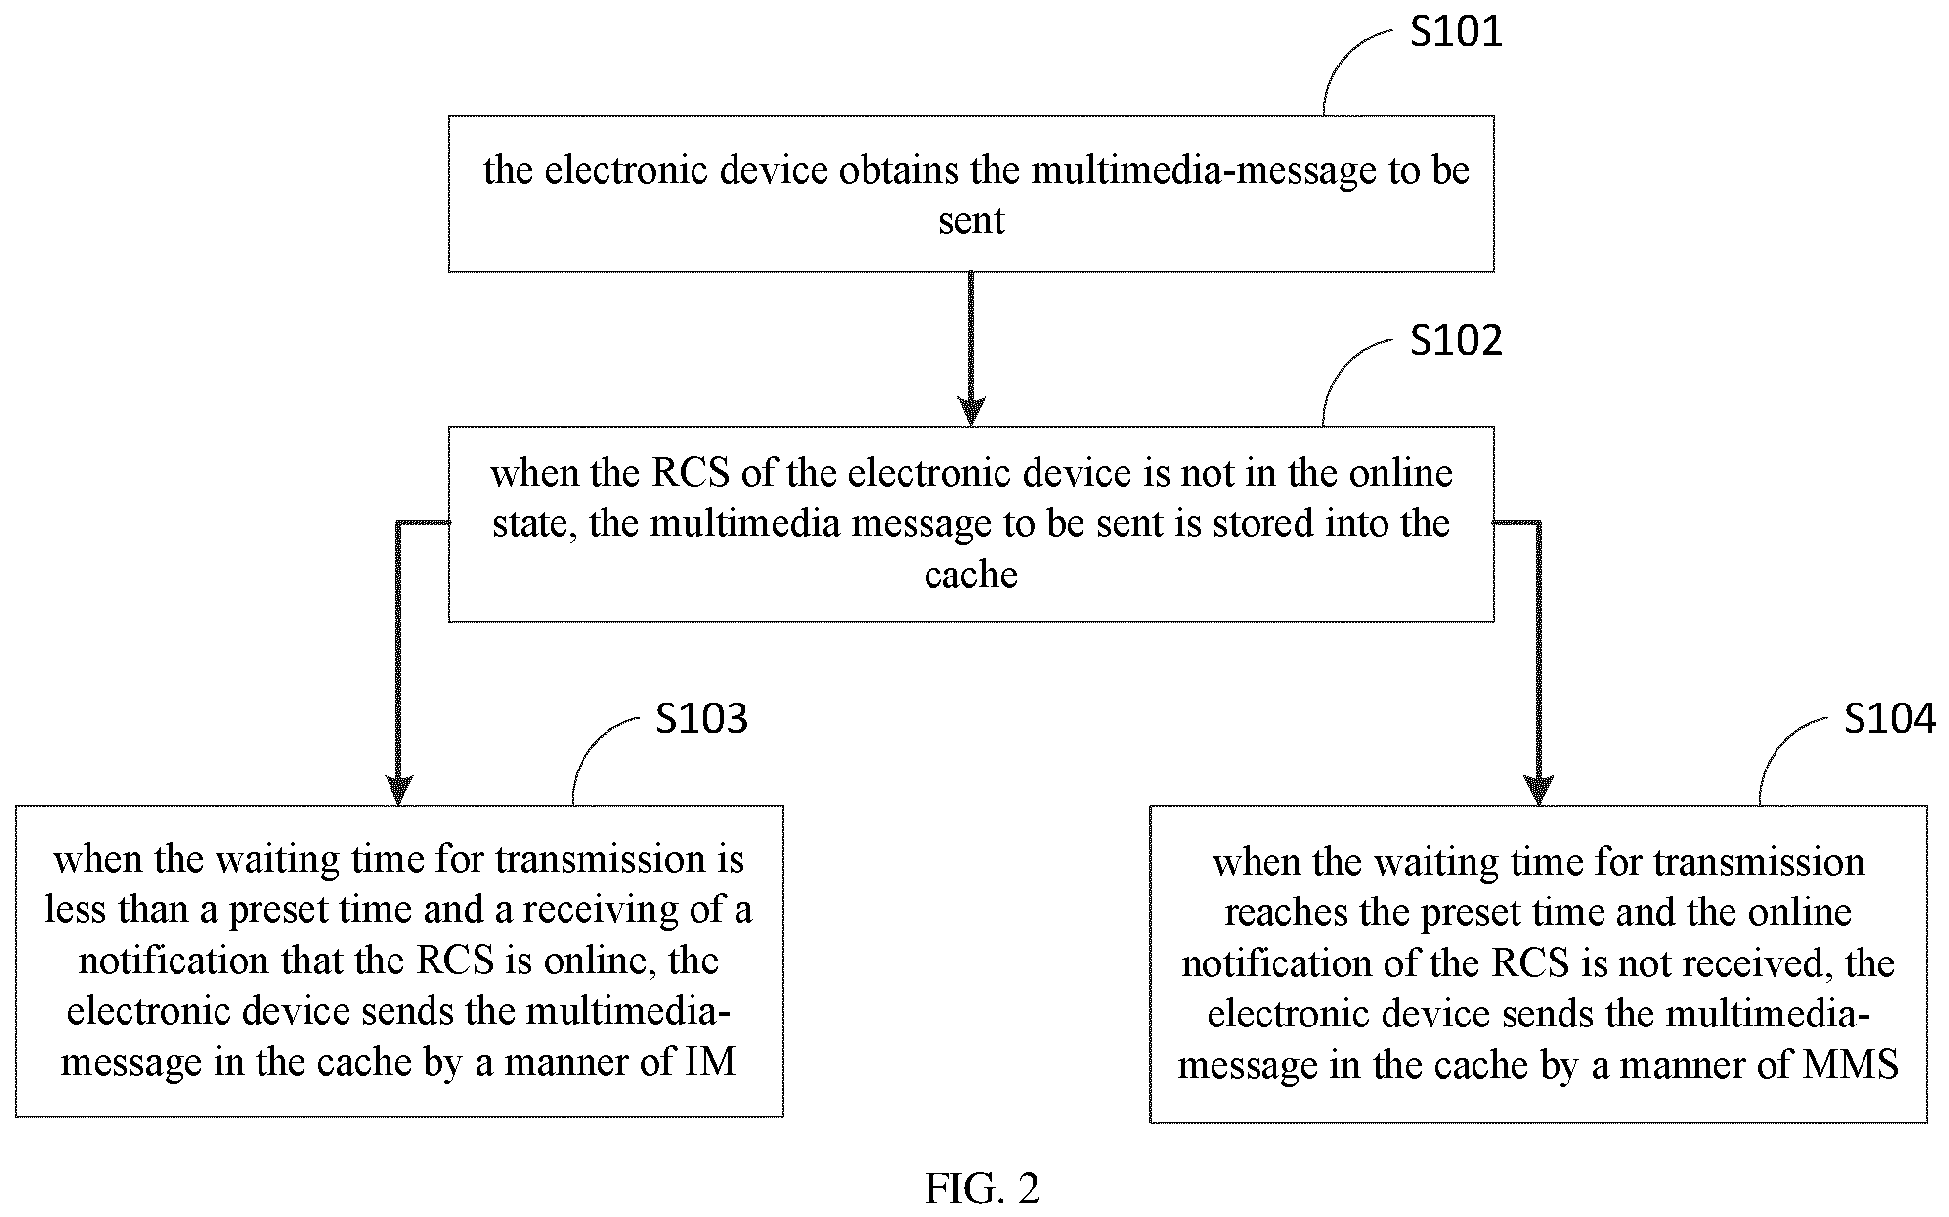 S101
the electronic device obtains the multimedia-message to be
sent
S102
when the RCS of the electronic device is not in the online
state, the multimedia message to be sent is stored into the
cache
S103
when the waiting time for transmission is
less than a preset time and a receiving of a
notification that the RCS is online, the
electronic device sends the multimedia-
message in the cache by a manner of IM
S104
when the waiting time for transmission
reaches the preset time and the online
notification of the RCS is not received, the
electronic device sends the multimedia-
message in the cache by a manner of MMS
FIG. 2